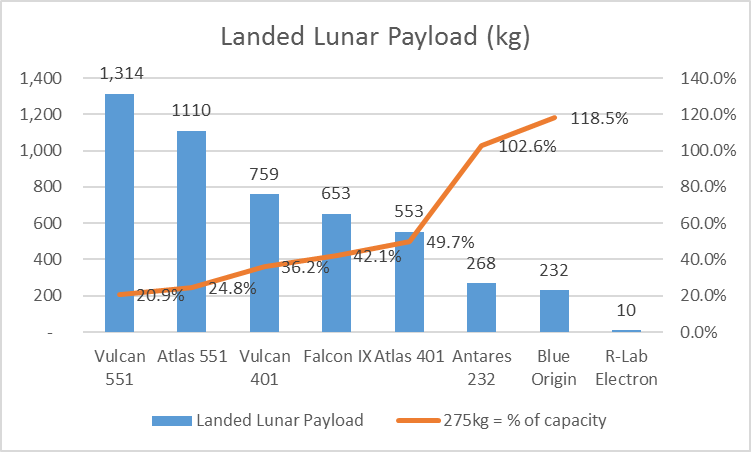 Landed Lunar Payload (kg)
1,400
1,200
1,000
800
600
400
200
-
1,314
1110
759
653
553
268
232
10
20.9%
24.8%
36.2%
42.1%
49.7%
102.6%
118.5%
140.0%
120.0%
100.0%
80.0%
60.0%
40.0%
20.0%
0.0%
Vulcan 551
Atlas 551
Vulcan 401
Falcon IX
Atlas 401
Antares 232
Blue Origin
R-Lab Electron
Landed Lunar Payload
275kg = % of capacity